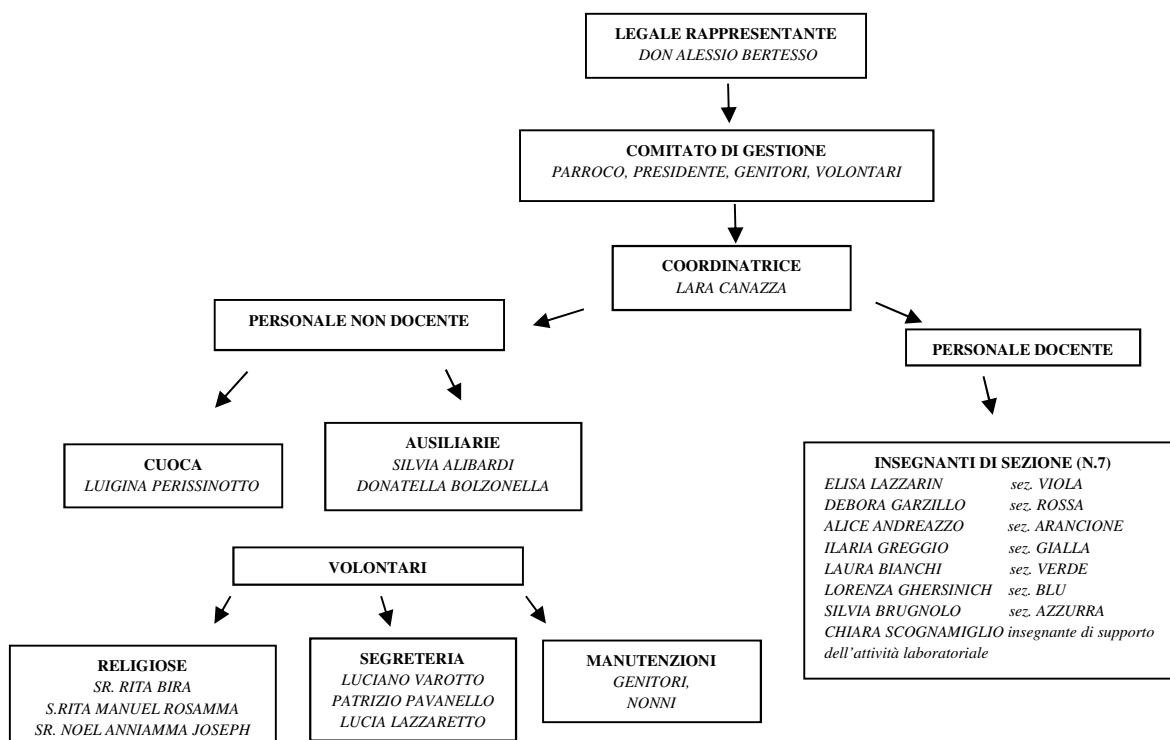 LEGALE RAPPRESENTANTE
DON ALESSIO BERTESSO
COMITATO DI GESTIONE
PARROCO, PRESIDENTE, GENITORI, VOLONTARI
COORDINATRICE
LARA CANAZZA
PERSONALE NON DOCENTE
PERSONALE DOCENTE
CUOCA
LUIGINA PERISSINOTTO
AUSILIARIE
SILVIA ALIBARDI
DONATELLA BOLZONELLA
INSEGNANTI DI SEZIONE (N.7)
ELISA LAZZARIN sez. VIOLA
DEBORA GARZILLO sez. ROSSA
ALICE ANDREAZZO sez. ARANCIONE
ILARIA GREGGIO sez. GIALLA
LAURA BIANCHI sez. VERDE
LORENZA GHERSINICH sez. BLU
SILVIA BRUGNOLO sez. AZZURRA
CHIARA SCOGNAMIGLIO insegnante di supporto
dell'attività laboratoriale
VOLONTARI
RELIGIOSE
SR. RITA BIRA
S.RITA MANUEL ROSAMMA
SR. NOEL ANNIAMMA JOSEPH
SEGRETERIA
LUCIANO VAROTTO
PATRIZIO PAVANELLO
LUCIA LAZZARETTO
MANUTENZIONI
GENITORI,
NONNI